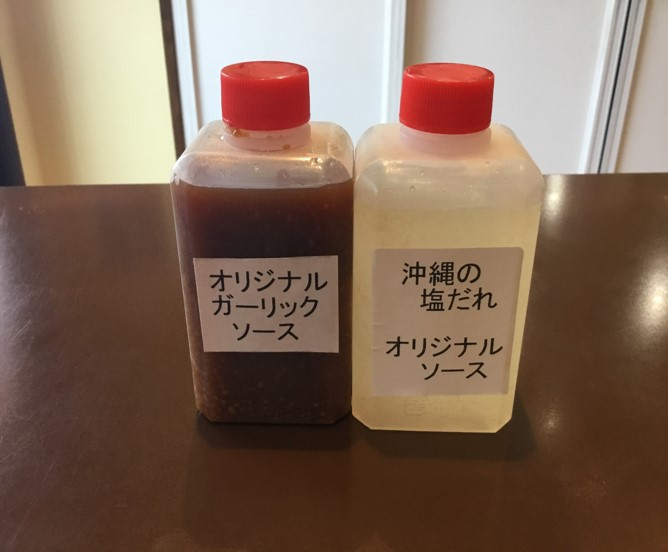 オリジナル
ガーリック
ソース
沖縄の
塩だれ
オリジナル
ソース